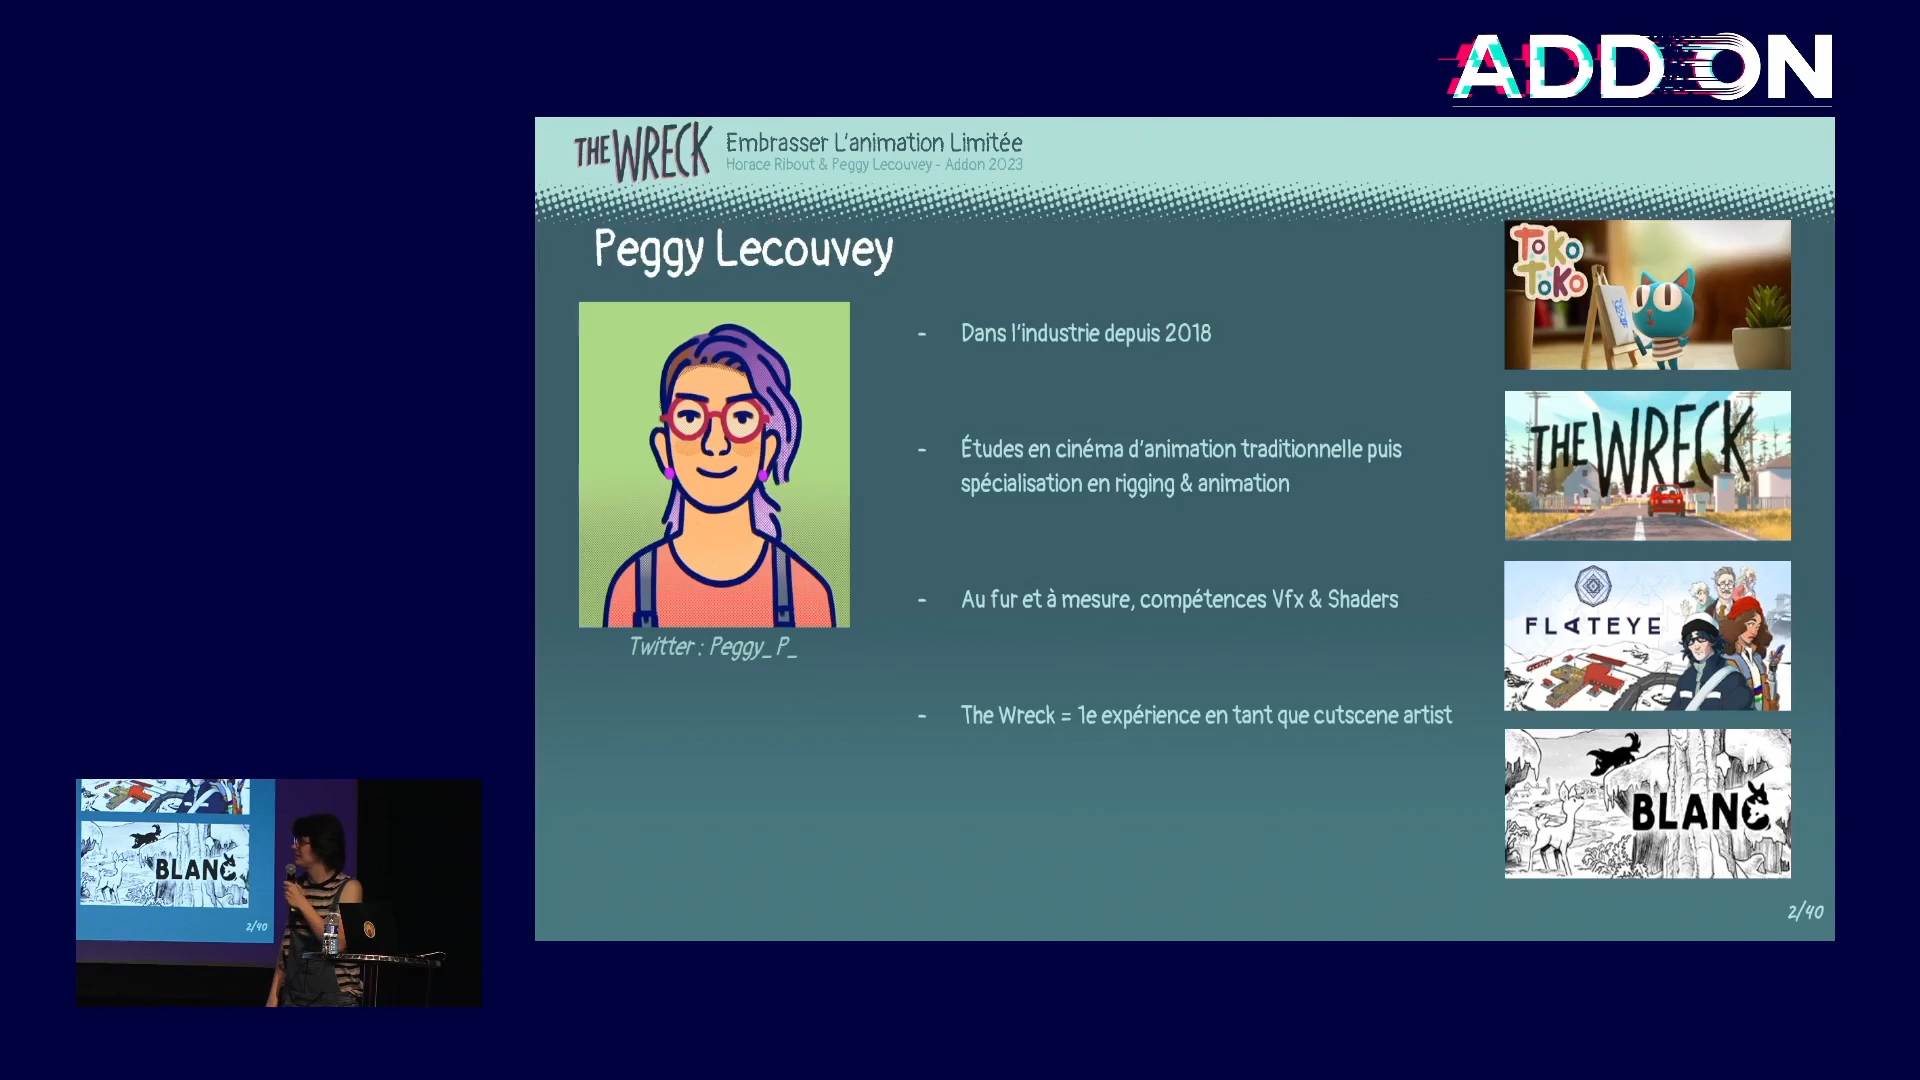 ADD ON
THE WRECK
Embrasser L'animation Limitée
Horace Ribout & Peggy Lecouvey - Addon 2023
Peggy Lecouvey
Twitter : Peggy_P_
- Dans l'industrie depuis 2018
- Études en cinéma d'animation traditionnelle puis
spécialisation en rigging & animation
- Au fur et à mesure, compétences Vfx & Shaders
- The Wreck = 1e expérience en tant que cutscene artist
TOKO
TOKO
THE WRECK
FLATEYE
BLANC
2/40
BLANC
2/40